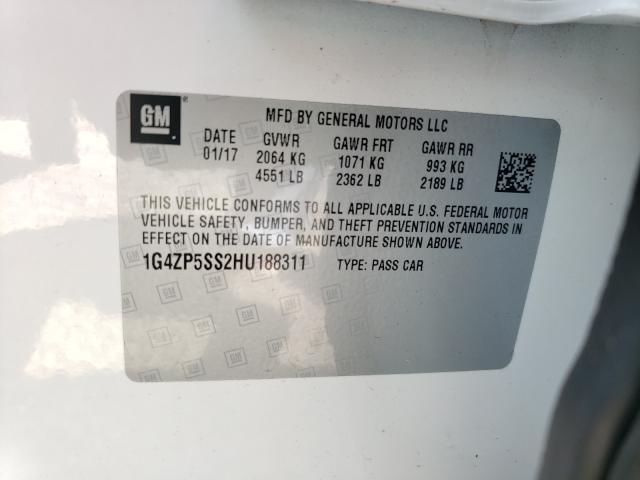 GM
MFD BY GENERAL MOTORS LLC
DATE GVWR GAWR FRT GAWR RR
01/17 2064 KG 1071 KG 993 KG
4551 LB 2362 LB 2189 LB
THIS VEHICLE CONFORMS TO ALL APPLICABLE U.S. FEDERAL MOTOR
VEHICLE SAFETY, BUMPER, AND THEFT PREVENTION STANDARDS IN
EFFECT ON THE DATE OF MANUFACTURE SHOWN ABOVE.
1G4ZP5SS2HU188311 TYPE: PASS CAR